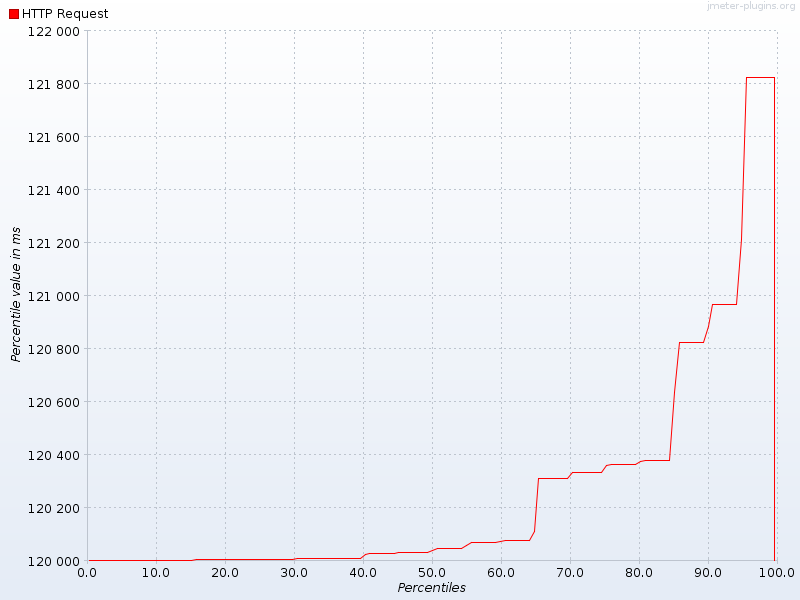 jmeter-plugins.org
HTTP Request
122 000
121 800
121 600
121 400
121 200
121 000
120 800
120 600
120 400
120 200
120 000
Percentile value in ms
0.0 10.0 20.0 30.0 40.0 50.0 60.0 70.0 80.0 90.0 100.0
Percentiles